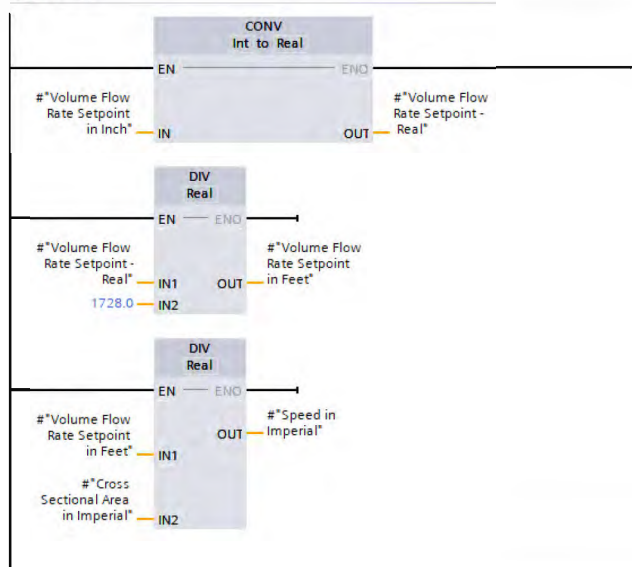 CONV
Int to Real
EN
ENO
#"Volume Flow
Rate Setpoint
in Inch"
IN
OUT
#"Volume Flow
Rate Setpoint -
Real"
DIV
Real
EN
ENO
#"Volume Flow
Rate Setpoint -
Real"
IN1
1728.0
IN2
OUT
#"Volume Flow
Rate Setpoint
in Feet"
DIV
Real
EN
ENO
#"Volume Flow
Rate Setpoint
in Feet"
IN1
#"Cross
Sectional Area
in Imperial"
IN2
OUT
#"Speed in
Imperial"